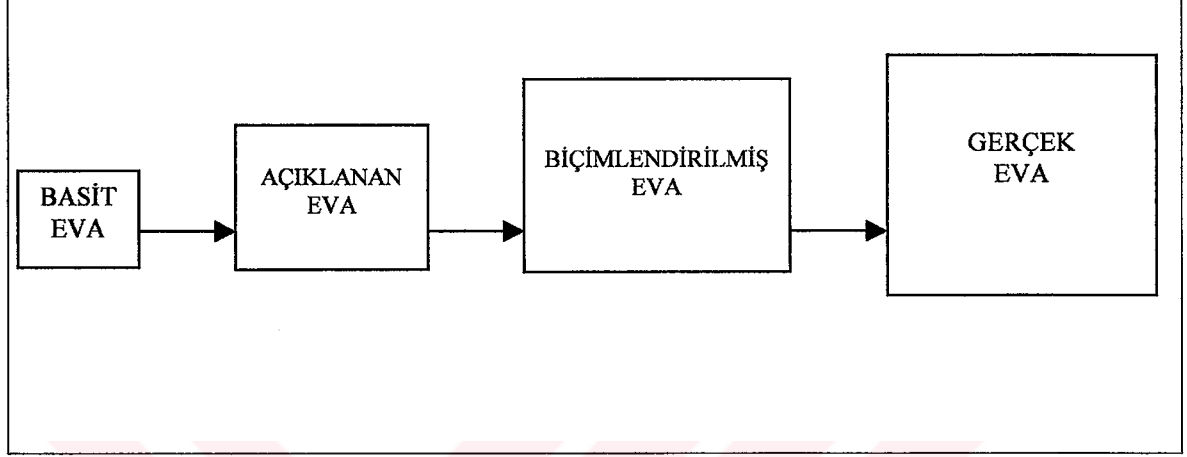 BASİT
EVA
AÇIKLANAN
EVA
BİÇİMLENDİRİLMİŞ
EVA
GERÇEK
EVA